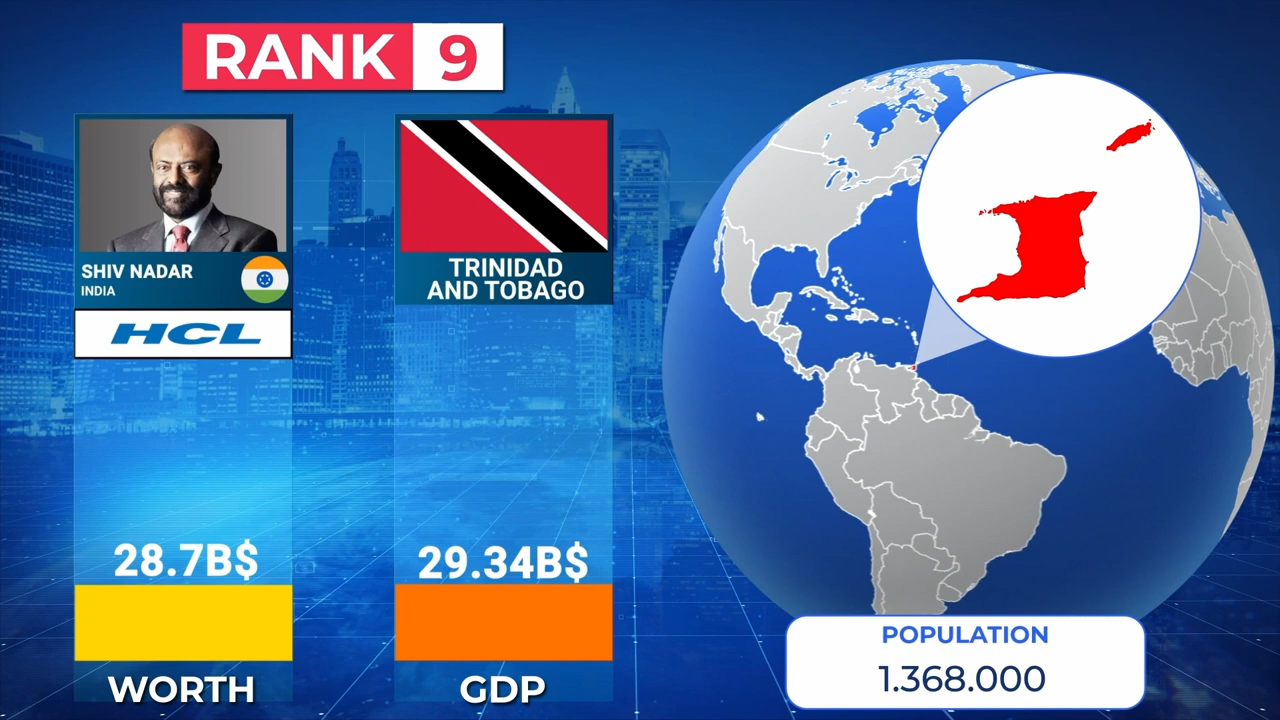 RANK 9
SHIV NADAR
INDIA
HCL
28.7B$
WORTH
TRINIDAD
AND TOBAGO
29.34B$
GDP
POPULATION
1.368.000